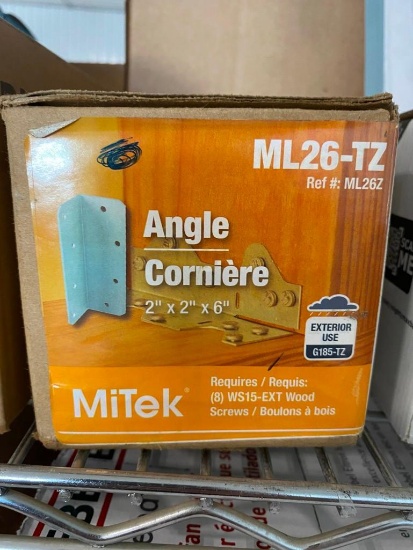 ML26-TZ
Ref #: ML26Z
Angle
Cornière
2" x 2" x 6"
EXTERIOR
USE
G185-TZ
MiTek®
Requires / Requis:
(8) WS15-EXT Wood
Screws / Boulons à bois